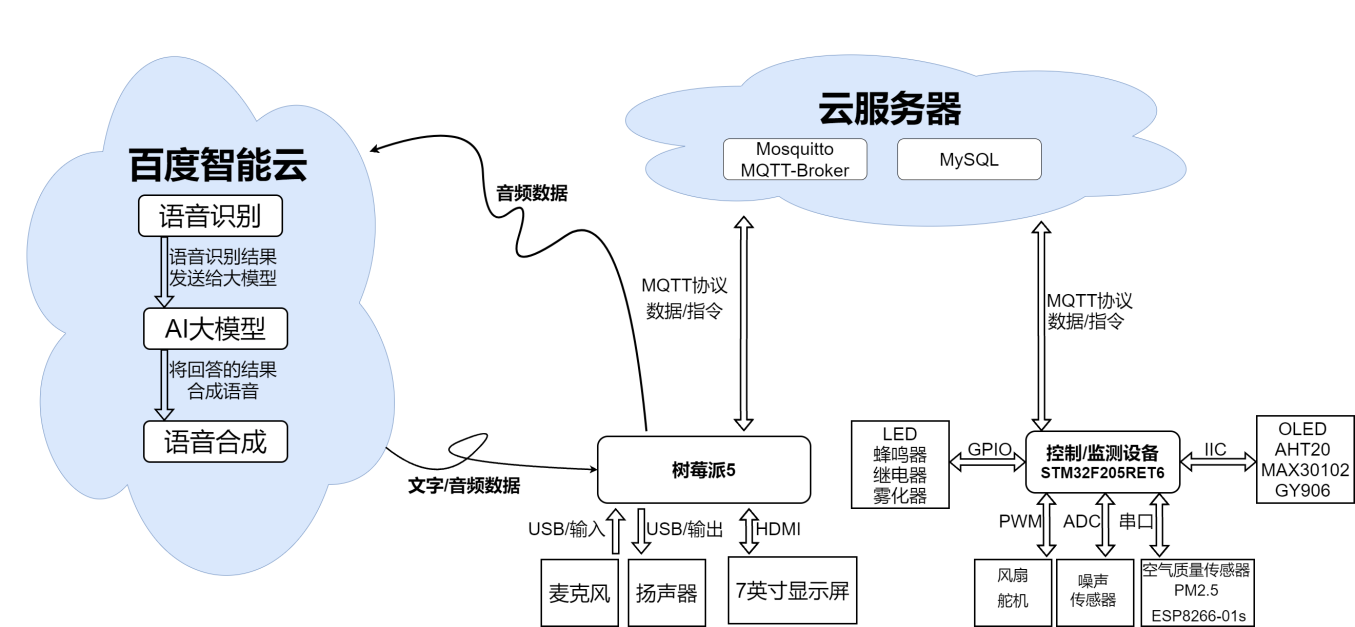 百度智能云
语音识别
语音识别结果
发送给大模型
AI大模型
将回答的结果
合成语音
语音合成
音频数据
文字/音频数据
云服务器
Mosquitto
MQTT-Broker
MySQL
MQTT协议
数据/指令
MQTT协议
数据/指令
树莓派5
USB/输入
USB/输出
HDMI
麦克风
扬声器
7英寸显示屏
LED
蜂鸣器
继电器
雾化器
GPIO
控制/监测设备
STM32F205RET6
IIC
OLED
AHT20
MAX30102
GY906
PWM
ADC
串口
风扇
舵机
噪声
传感器
空气质量传感器
PM2.5
ESP8266-01s